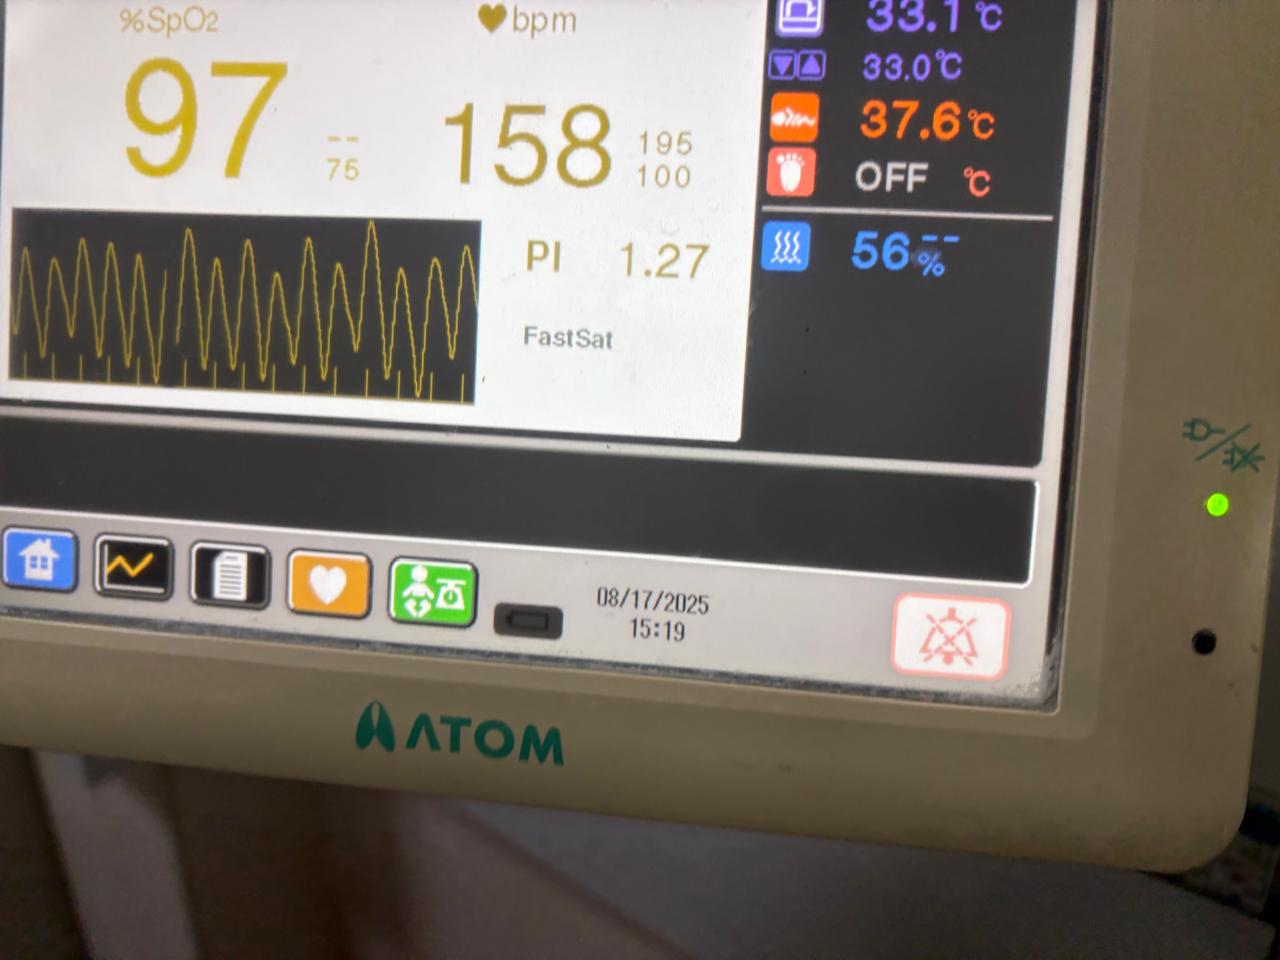 %SpO2
97
--
75
♥bpm
158
195
100
PI 1.27
FastSat
33.1°C
33.0°C
37.6°C
OFF °C
56 --%
08/17/2025
15:19
ATOM